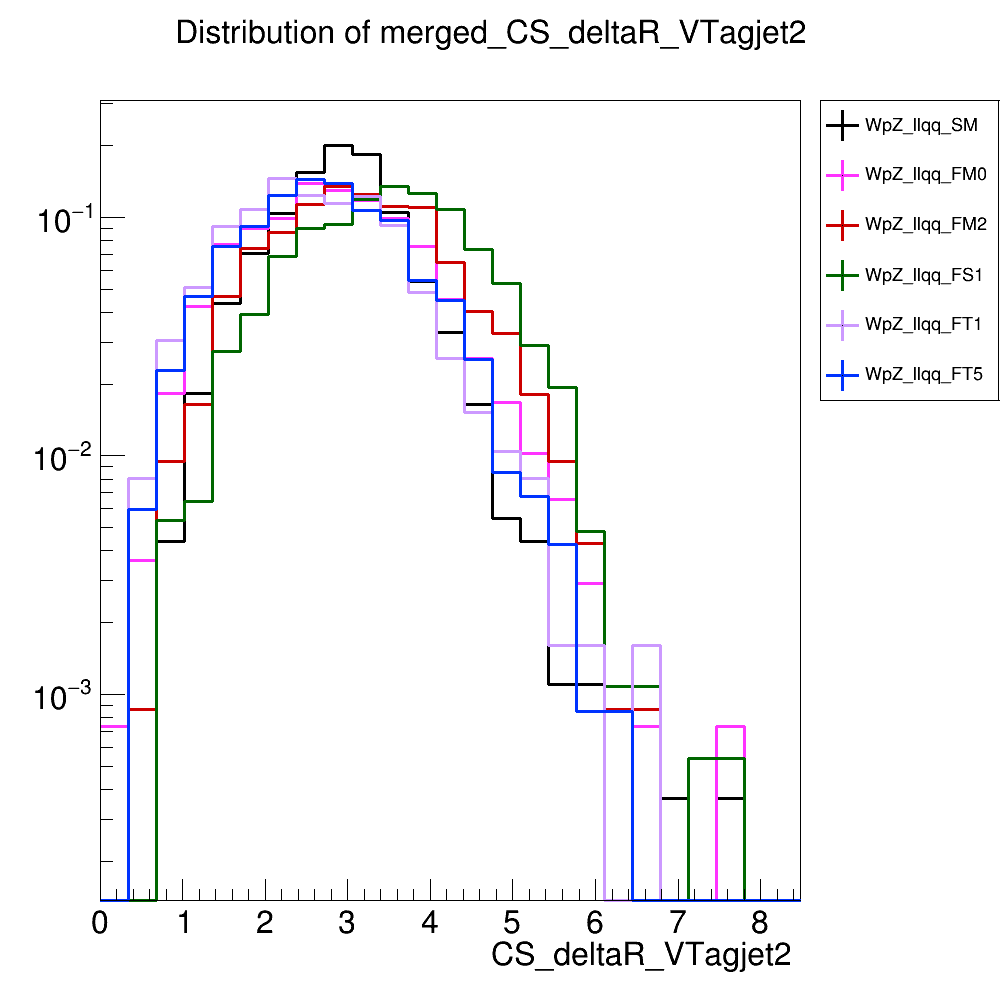 Distribution of merged_CS_deltaR_VTagjet2
WpZ_llqq_SM
WpZ_llqq_FM0
WpZ_llqq_FM2
WpZ_llqq_FS1
WpZ_llqq_FT1
WpZ_llqq_FT5
10−1
10−2
10−3
0 1 2 3 4 5 6 7 8
CS_deltaR_VTagjet2